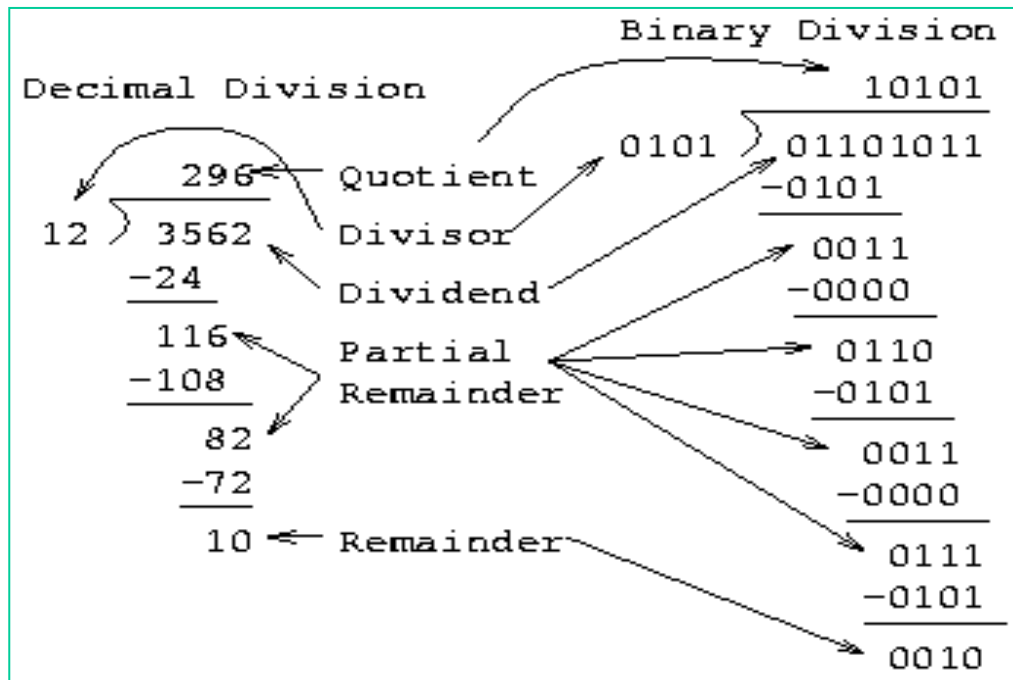 Binary Division
10101
0101 01101011
-0101
0011
-0000
0110
-0101
0011
-0000
0111
-0101
0010
Decimal Division
296
12 3562
-24
116
-108
82
-72
10
Quotient
Divisor
Dividend
Partial
Remainder
Remainder